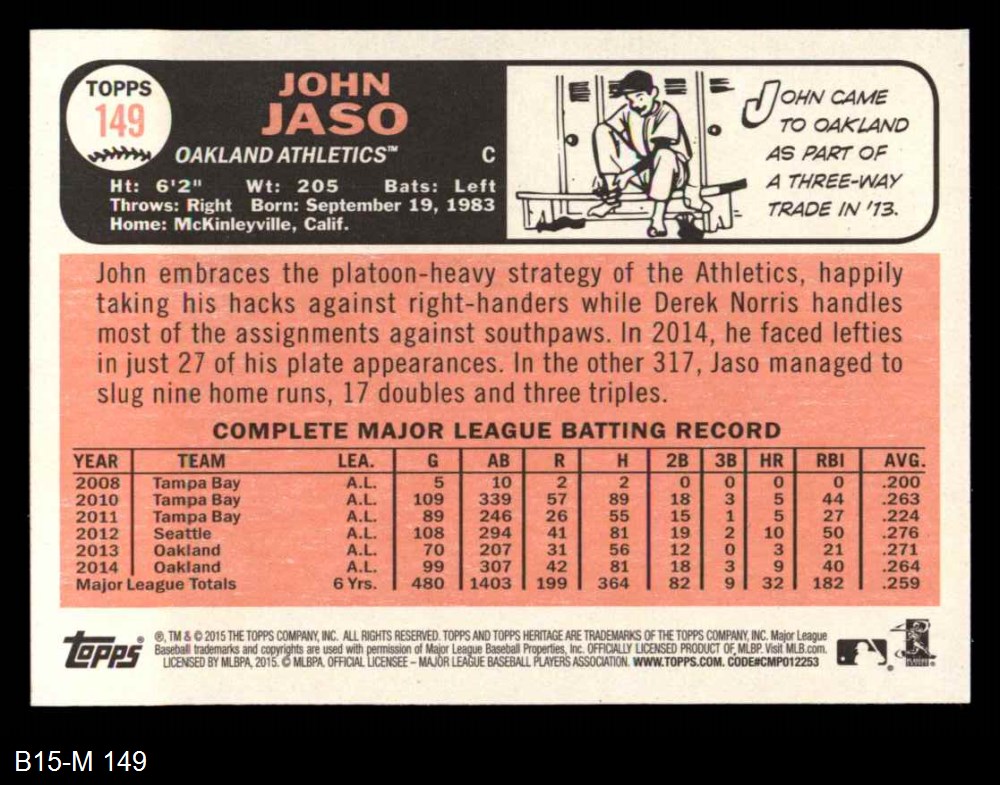 TOPPS
149
JOHN
JASO
OAKLAND ATHLETICS™ C
Ht: 6'2" Wt: 205 Bats: Left
Throws: Right Born: September 19, 1983
Home: McKinleyville, Calif.
JOHN CAME
TO OAKLAND
AS PART OF
A THREE-WAY
TRADE IN '13.
John embraces the platoon-heavy strategy of the Athletics, happily
taking his hacks against right-handers while Derek Norris handles
most of the assignments against southpaws. In 2014, he faced lefties
in just 27 of his plate appearances. In the other 317, Jaso managed to
slug nine home runs, 17 doubles and three triples.
COMPLETE MAJOR LEAGUE BATTING RECORD
YEAR TEAM LEA. G AB R H 2B 3B HR RBI AVG.
2008 Tampa Bay A.L. 5 10 2 2 0 0 0 0 .200
2010 Tampa Bay A.L. 109 339 57 89 18 3 5 44 .263
2011 Tampa Bay A.L. 89 246 26 55 15 1 5 27 .224
2012 Seattle A.L. 108 294 41 81 19 2 10 50 .276
2013 Oakland A.L. 70 207 31 56 12 0 3 21 .271
2014 Oakland A.L. 99 307 42 81 18 3 9 40 .264
Major League Totals 6 Yrs. 480 1403 199 364 82 9 32 182 .259
topps®
®, TM & © 2015 THE TOPPS COMPANY, INC. ALL RIGHTS RESERVED. TOPPS AND TOPPS HERITAGE ARE TRADEMARKS OF THE TOPPS COMPANY, INC. Major League
Baseball trademarks and copyrights are used with permission of Major League Baseball Properties, Inc. OFFICIALLY LICENSED PRODUCT OF MLBP. Visit MLB.com.
LICENSED BY MLBPA, 2015. © MLBPA, OFFICIAL LICENSEE – MAJOR LEAGUE BASEBALL PLAYERS ASSOCIATION. WWW.TOPPS.COM. CODE#CMP012253
B15-M 149